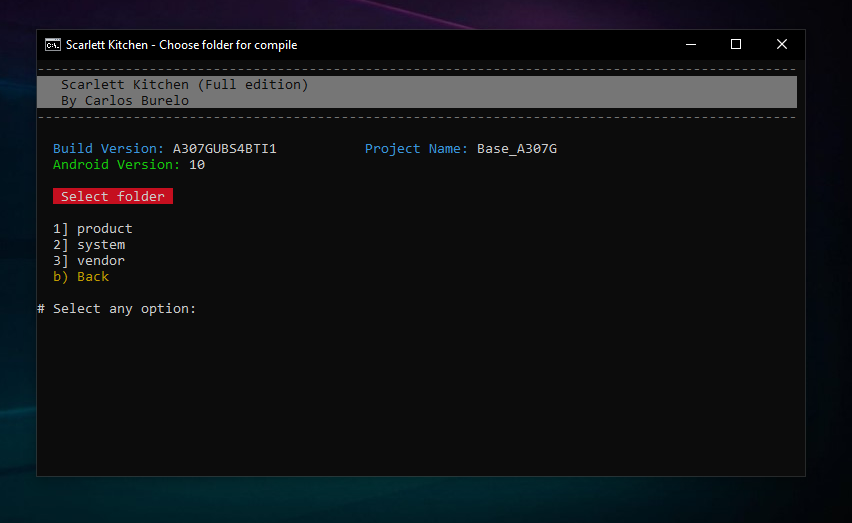 Scarlett Kitchen - Choose folder for compile
-----------------------------------------------------------------------------------------------
Scarlett Kitchen (Full edition)
By Carlos Burelo
-----------------------------------------------------------------------------------------------
Build Version: A307GUBS4BTI1 Project Name: Base_A307G
Android Version: 10
Select folder
1] product
2] system
3] vendor
b) Back
# Select any option: